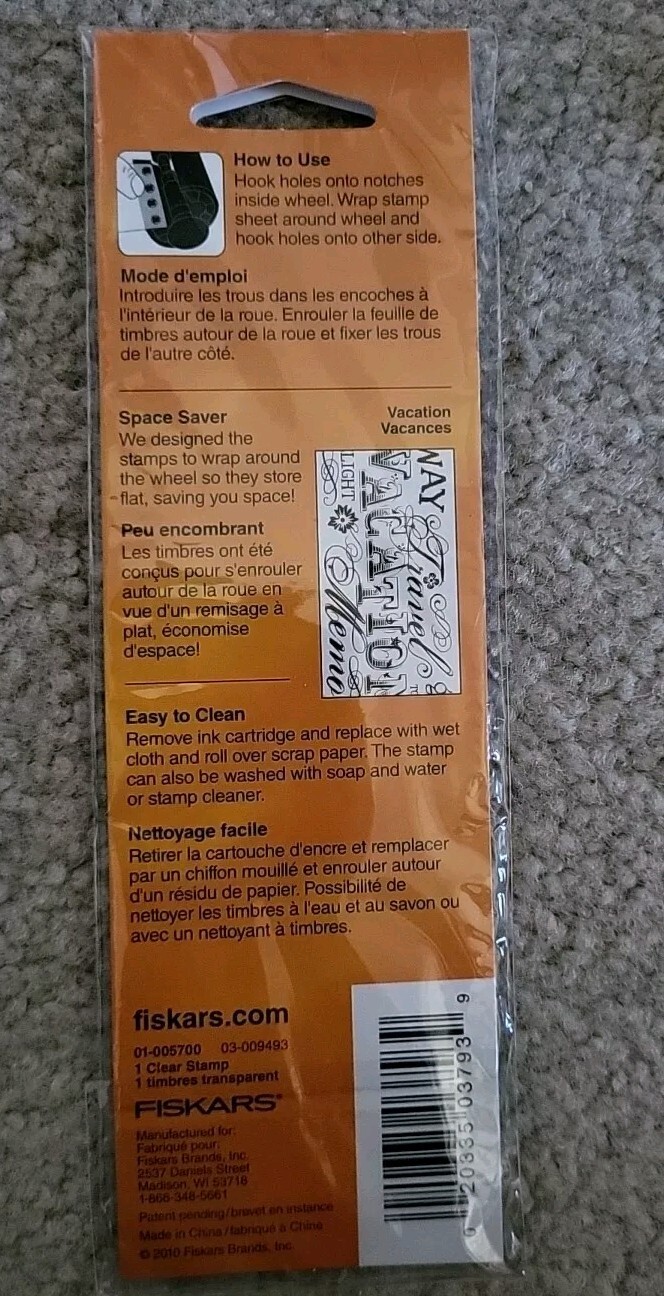 How to Use
Hook holes onto notches
inside wheel. Wrap stamp
sheet around wheel and
hook holes onto other side.
Mode d'emploi
Introduire les trous dans les encoches à
l'intérieur de la roue. Enrouler la feuille de
timbres autour de la roue et fixer les trous
de l'autre côté.
Space Saver
We designed the
stamps to wrap around
the wheel so they store
flat, saving you space!
Peu encombrant
Les timbres ont été
conçus pour s'enrouler
autour de la roue en
vue d'un remisage à
plat, économise
d'espace!
Vacation
Vacances
WAY
Travel
VACATION
LIGHT
Memo
Easy to Clean
Remove ink cartridge and replace with wet
cloth and roll over scrap paper. The stamp
can also be washed with soap and water
or stamp cleaner.
Nettoyage facile
Retirer la cartouche d'encre et remplacer
par un chiffon mouillé et enrouler autour
d'un résidu de papier. Possibilité de
nettoyer les timbres à l'eau et au savon ou
avec un nettoyant à timbres.
fiskars.com
01-005700 03-009493
1 Clear Stamp
1 timbres transparent
FISKARS®
Manufactured for:
Fabriqué pour:
Fiskars Brands, Inc.
2537 Daniels Street
Madison, WI 53718
1-866-348-5661
Patent pending/brevet en instance
Made in China/fabriqué à Chine
© 2010 Fiskars Brands, Inc.
0 20335 03793 9